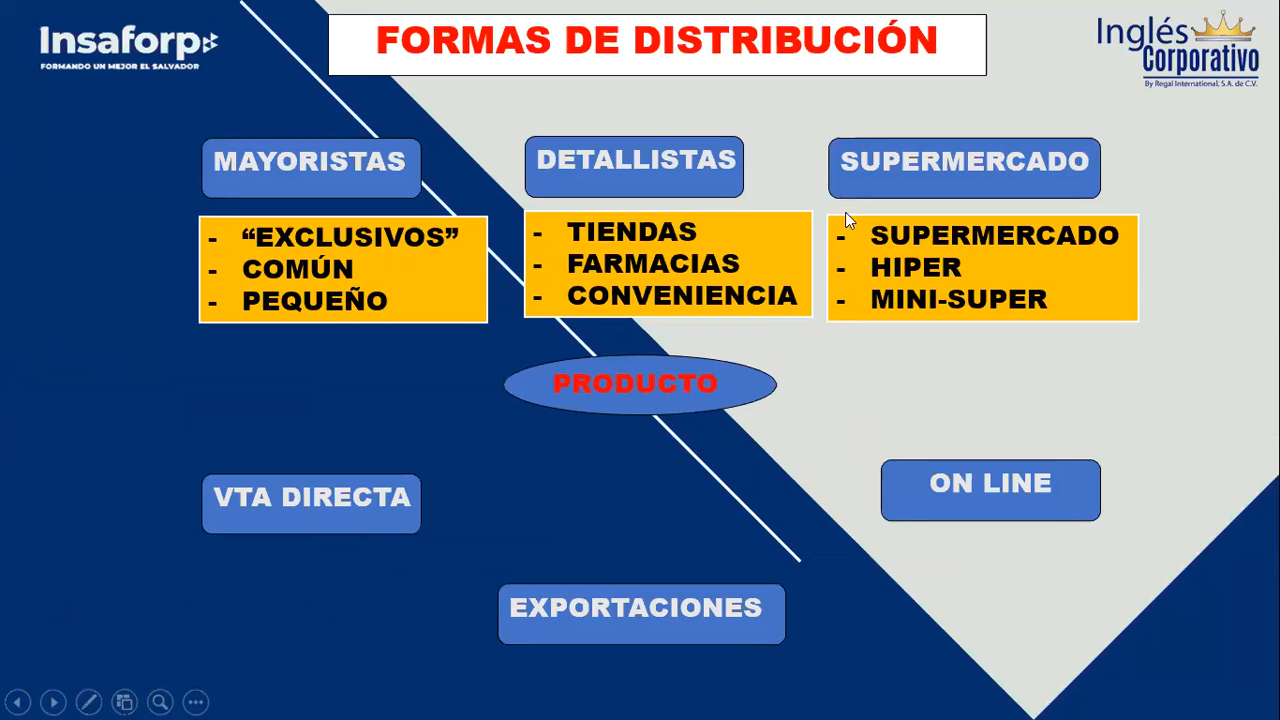 Insaforp
FORMANDO UN MEJOR EL SALVADOR
FORMAS DE DISTRIBUCIÓN
Inglés
Corporativo
By Regal International, S.A. de C.V.
MAYORISTAS
- “EXCLUSIVOS”
- COMÚN
- PEQUEÑO
DETALLISTAS
- TIENDAS
- FARMACIAS
- CONVENIENCIA
SUPERMERCADO
- SUPERMERCADO
- HIPER
- MINI-SUPER
PRODUCTO
VTA DIRECTA
ON LINE
EXPORTACIONES